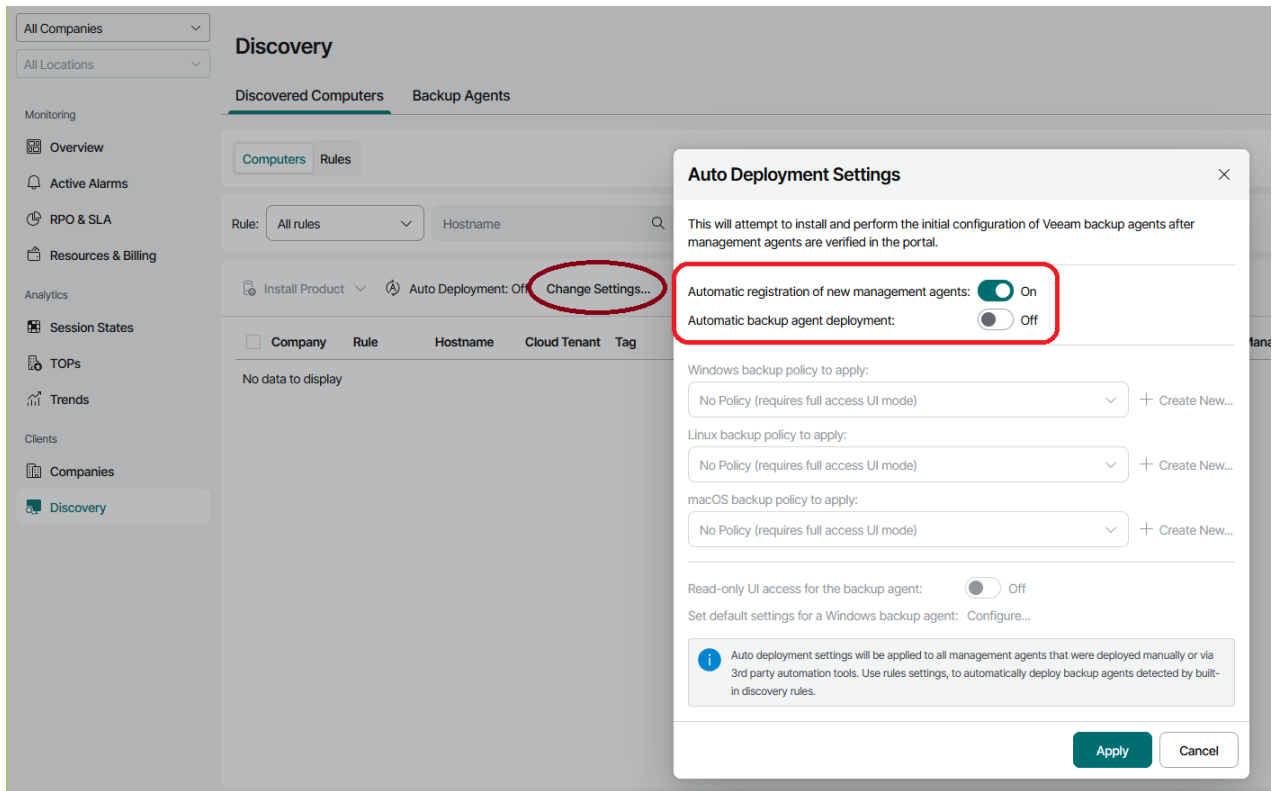 All Companies
All Locations
Monitoring
Overview
Active Alarms
RPO & SLA
Resources & Billing
Analytics
Session States
TOPs
Trends
Clients
Companies
Discovery
Discovery
Discovered Computers Backup Agents
Computers Rules
Rule: All rules Hostname
Install Product Auto Deployment: Off Change Settings...
Company Rule Hostname Cloud Tenant Tag
No data to display
Auto Deployment Settings
This will attempt to install and perform the initial configuration of Veeam backup agents after
management agents are verified in the portal.
Automatic registration of new management agents: On
Automatic backup agent deployment: Off
Windows backup policy to apply:
No Policy (requires full access UI mode) Create New...
Linux backup policy to apply:
No Policy (requires full access UI mode) Create New...
macOS backup policy to apply:
No Policy (requires full access UI mode) Create New...
Read-only UI access for the backup agent: Off
Set default settings for a Windows backup agent: Configure...
Auto deployment settings will be applied to all management agents that were deployed manually or via
3rd party automation tools. Use rules settings, to automatically deploy backup agents detected by built-
in discovery rules.
Apply Cancel